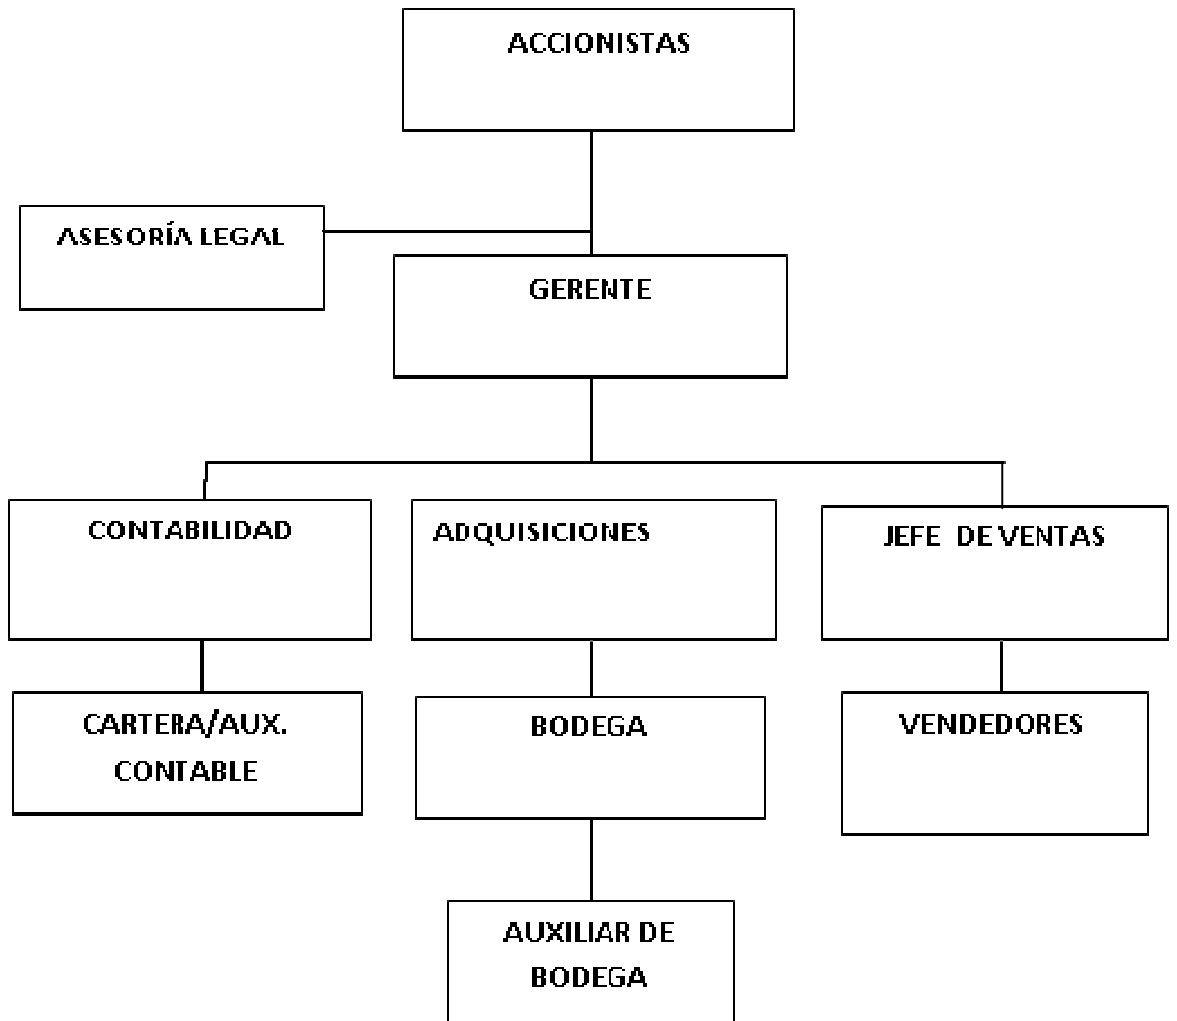 ACCIONISTAS
ASESORÍA LEGAL
GERENTE
CONTABILIDAD
ADQUISICIONES
JEFE DE VENTAS
CARTERA/AUX.
CONTABLE
BODEGA
VENDEDORES
AUXILIAR DE
BODEGA